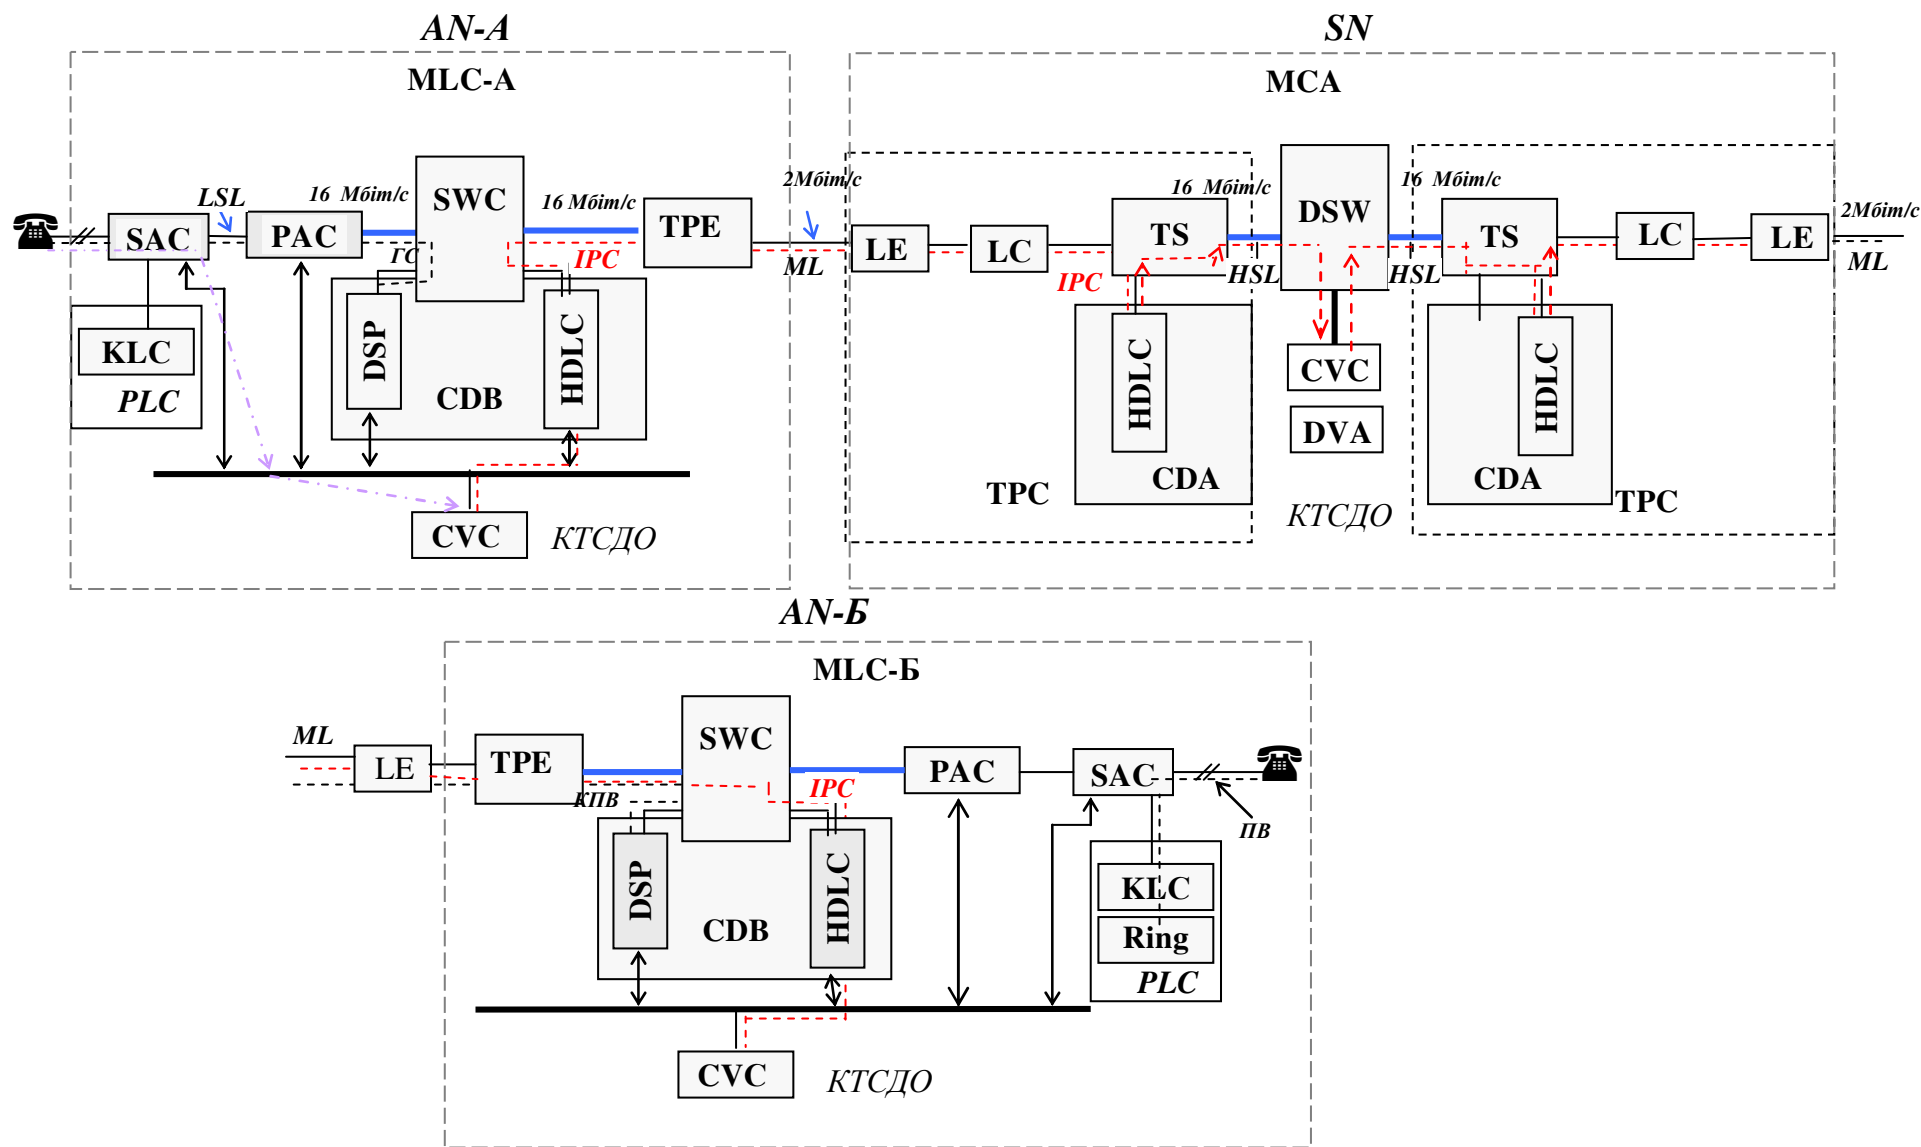 AN-A
SN
MLC-A
MCA
LSL
16 Мбіт/с
SWC
16 Мбіт/с
TPE
2Мбіт/с
16 Мбіт/с
DSW
16 Мбіт/с
2Мбіт/с
SAC
PAC
ГС
IPC
ML
LE
LC
TS
HSL
HSL
TS
LC
LE
ML
IPC
KLC
PLC
DSP
CDB
HDLC
HDLC
CDA
TPC
CVC
DVA
КТСДО
HDLC
CDA
TPC
CVC
КТСДО
AN-Б
MLC-Б
ML
LE
TPE
SWC
PAC
SAC
КПВ
IPC
ПВ
DSP
CDB
HDLC
KLC
Ring
PLC
CVC
КТСДО